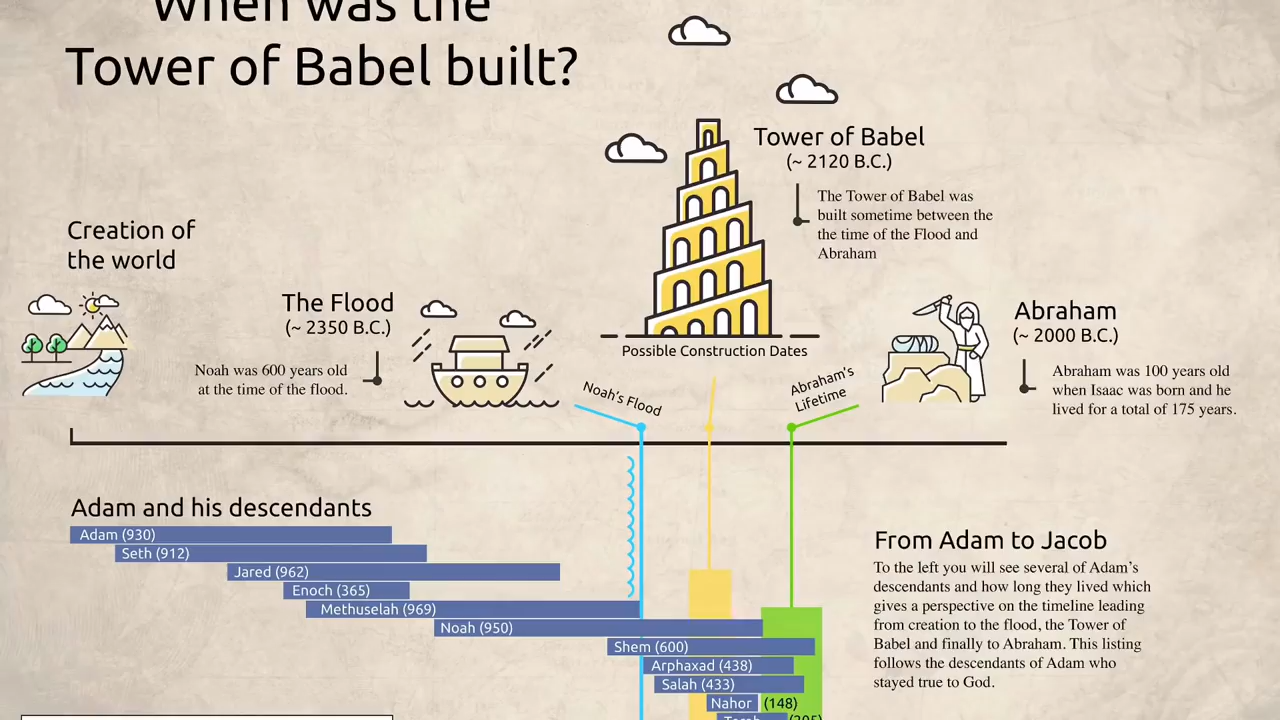 When was the
Tower of Babel built?
Tower of Babel
(~ 2120 B.C.)
The Tower of Babel was
built sometime between the
the time of the Flood and
Abraham
Creation of
the world
The Flood
(~ 2350 B.C.)
Noah was 600 years old
at the time of the flood.
Possible Construction Dates
Abraham
(~ 2000 B.C.)
Abraham was 100 years old
when Isaac was born and he
lived for a total of 175 years.
Noah's Flood
Abraham's
Lifetime
Adam and his descendants
Adam (930)
Seth (912)
Jared (962)
Enoch (365)
Methuselah (969)
Noah (950)
Shem (600)
Arphaxad (438)
Salah (433)
Nahor (148)
Terah (205)
From Adam to Jacob
To the left you will see several of Adam's
descendants and how long they lived which
gives a perspective on the timeline leading
from creation to the flood, the Tower of
Babel and finally to Abraham. This listing
follows the descendants of Adam who
stayed true to God.